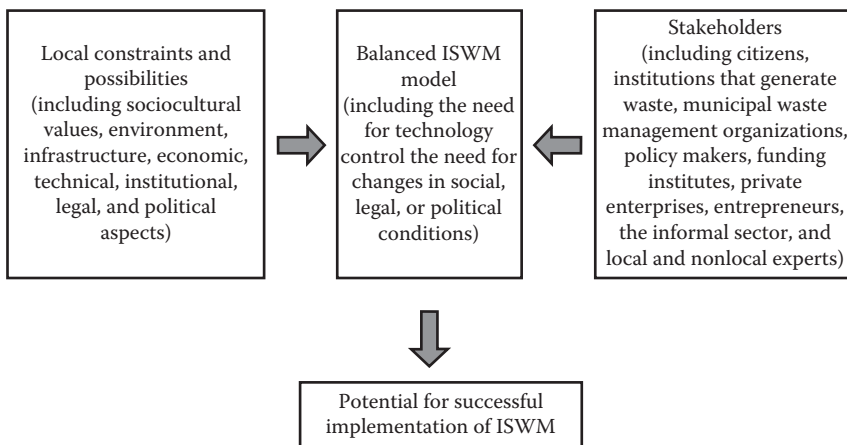 Local constraints and
possibilities
(including sociocultural
values, environment,
infrastructure, economic,
technical, institutional,
legal, and political
aspects)
Balanced ISWM
model
(including the need
for technology
control the need for
changes in social,
legal, or political
conditions)
Stakeholders
(including citizens,
institutions that generate
waste, municipal waste
management organizations,
policy makers, funding
institutes, private
enterprises, entrepreneurs,
the informal sector, and
local and nonlocal experts)
Potential for successful
implementation of ISWM